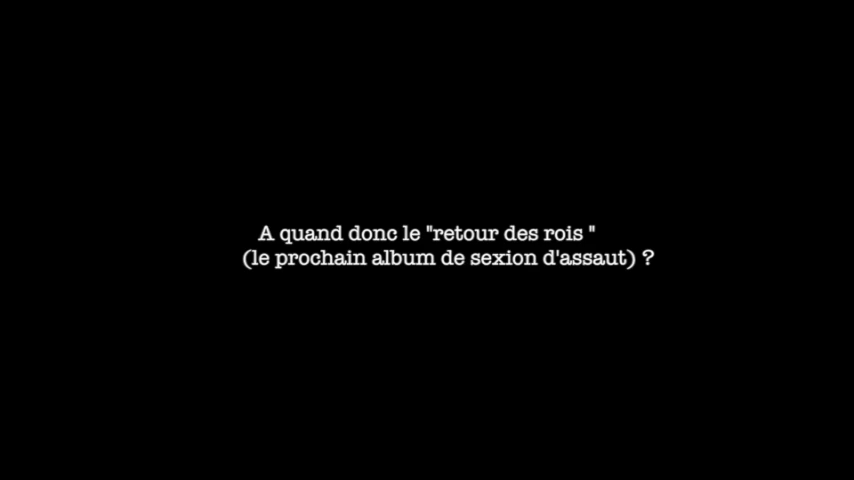 A quand donc le "retour des rois "
(le prochain album de sexion d'assaut) ?